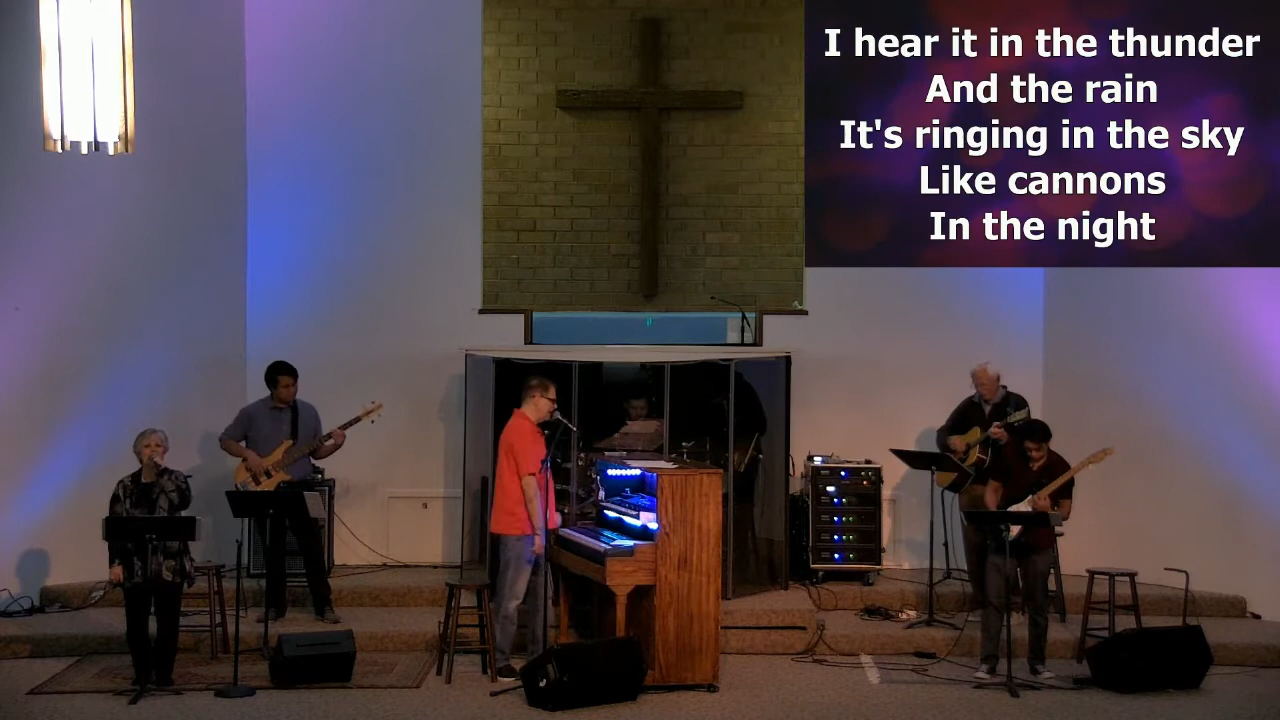 I hear it in the thunder
And the rain
It's ringing in the sky
Like cannons
In the night